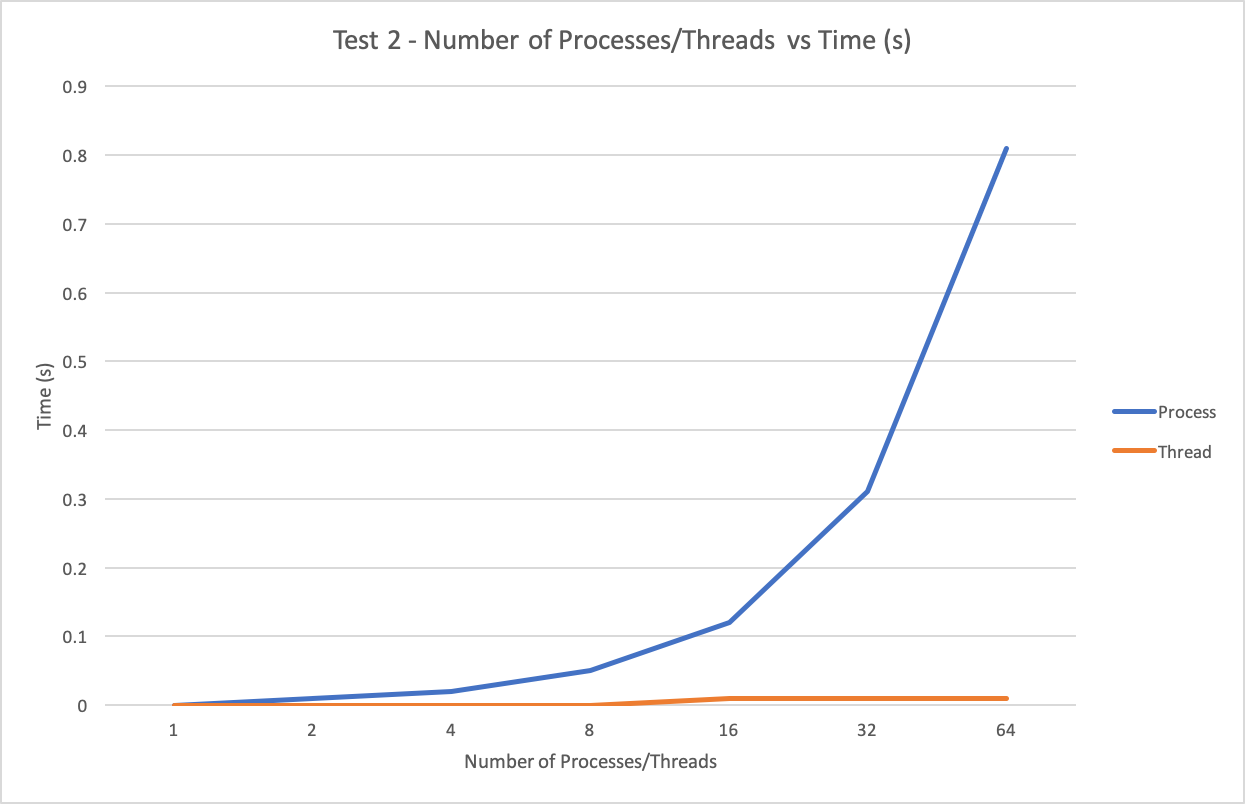 Test 2 - Number of Processes/Threads vs Time (s)
0.9
0.8
0.7
0.6
0.5
0.4
0.3
0.2
0.1
0
Time (s)
1 2 4 8 16 32 64
Number of Processes/Threads
Process
Thread